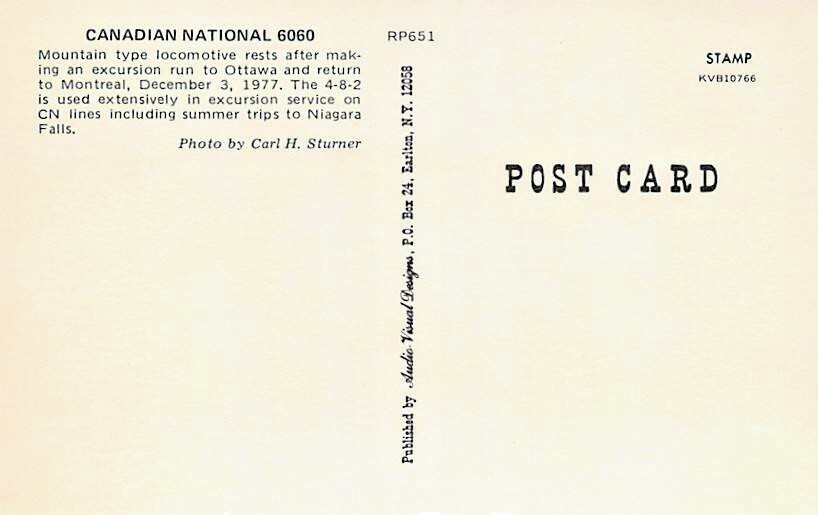 CANADIAN NATIONAL 6060
Mountain type locomotive rests after mak-
ing an excursion run to Ottawa and return
to Montreal, December 3, 1977. The 4-8-2
is used extensively in excursion service on
CN lines including summer trips to Niagara
Falls.
Photo by Carl H. Sturner
RP651
Published by Audio-Visual Designs, P.O. Box 24, Earlton, N.Y. 12058
STAMP
KVB10766
POST CARD